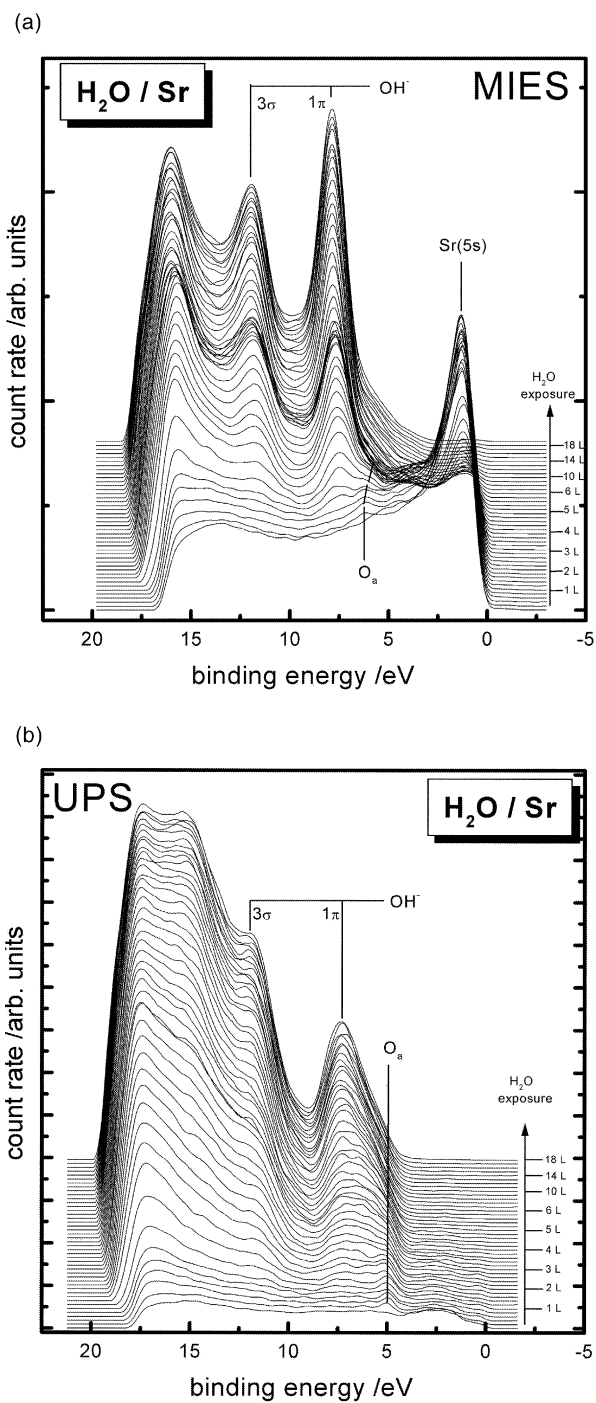 (a)
H₂O / Sr
MIES
OH⁻
3σ
1π
Sr(5s)
H₂O
exposure
18 L
14 L
10 L
6 L
5 L
4 L
3 L
2 L
1 L
Oₐ
count rate /arb. units
20 15 10 5 0 -5
binding energy /eV
(b)
UPS
H₂O / Sr
OH⁻
3σ
1π
Oₐ
H₂O
exposure
18 L
14 L
10 L
6 L
5 L
4 L
3 L
2 L
1 L
count rate /arb. units
20 15 10 5 0 -5
binding energy /eV